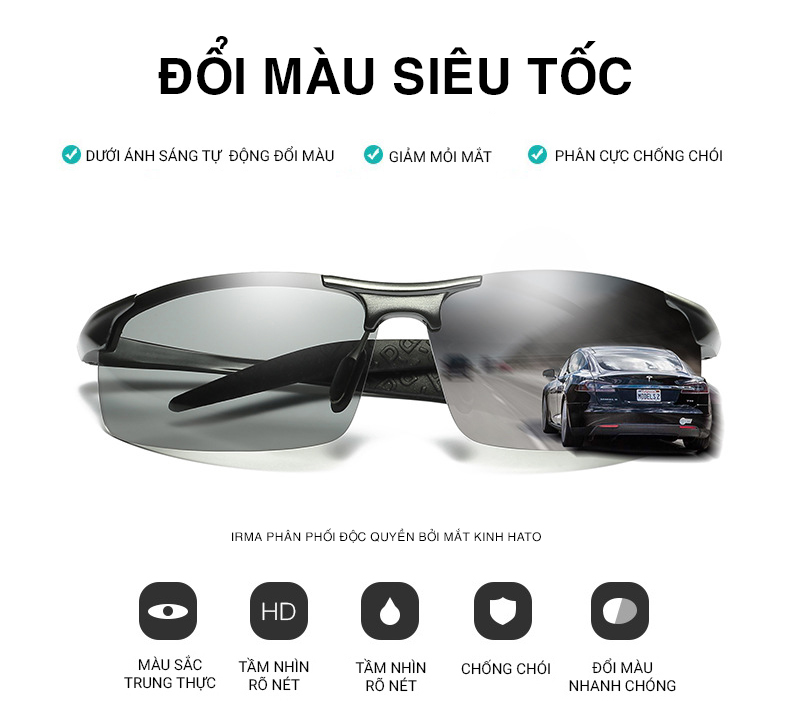 ĐỔI MÀU SIÊU TỐC
DƯỚI ÁNH SÁNG TỰ ĐỘNG ĐỔI MÀU
GIẢM MỎI MẮT
PHÂN CỰC CHỐNG CHÓI
IRMA PHÂN PHỐI ĐỘC QUYỀN BỞI MẮT KINH HATO
HD
MÀU SẮC
TRUNG THỰC
TẦM NHÌN
RÕ NÉT
TẦM NHÌN
RÕ NÉT
CHỐNG CHÓI
ĐỔI MÀU
NHANH CHÓNG